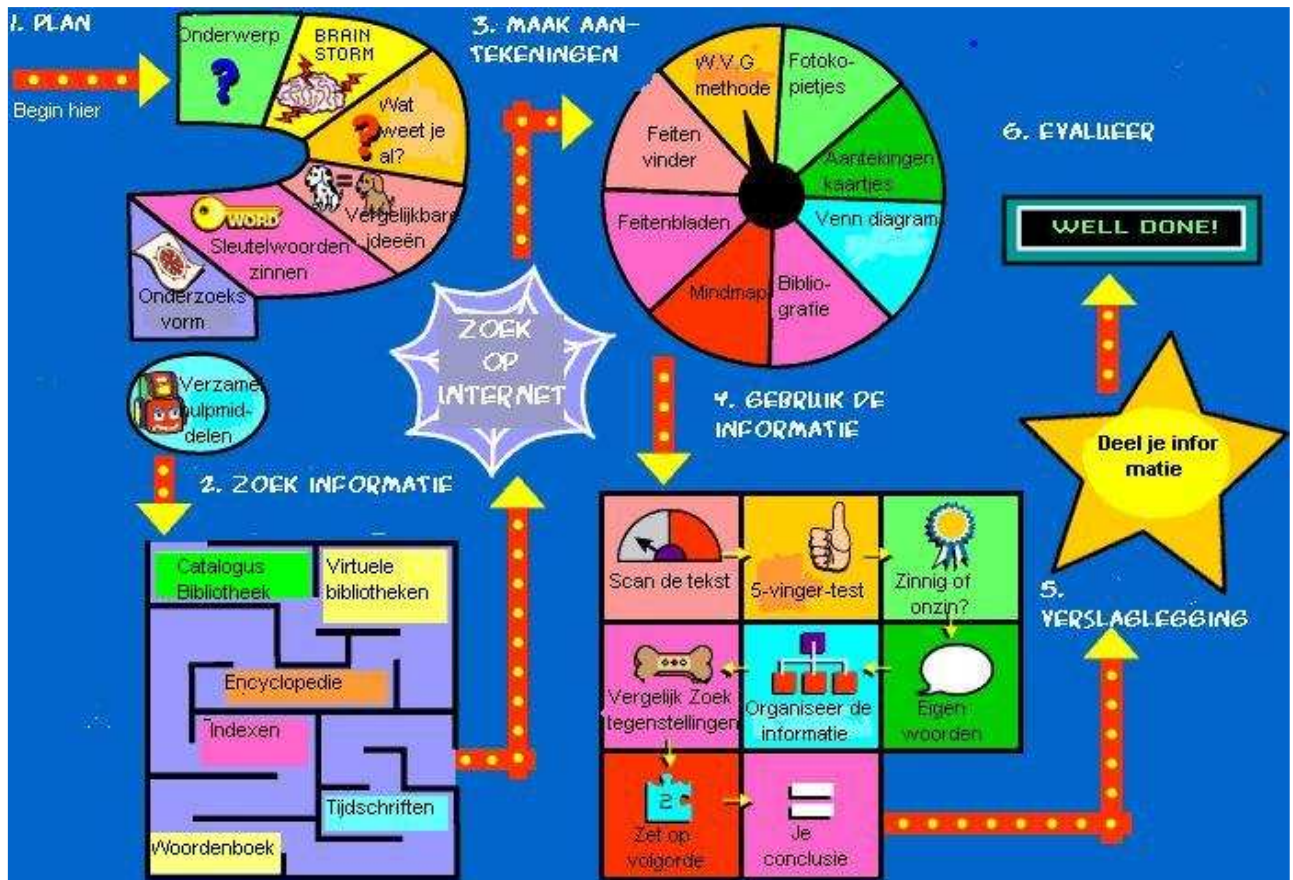 1. PLAN
Begin hier
Onderwerp
BRAIN
STORM
Wat
weet je
al?
Vergelijkbare
ideeën
WORD
Sleutelwoorden
zinnen
Onderzoeks
vorm
Verzamel
hulpmid-
delen
2. ZOEK INFORMATIE
Catalogus
Bibliotheek
Virtuele
bibliotheken
Encyclopedie
Indexen
Tijdschriften
Woordenboek
ZOEK
OP
INTERNET
3. MAAK AAN-
TEKENINGEN
W.V.G
methode
Fotoko-
pietjes
Aantekingen
kaartjes
Venn diagram
Biblio-
grafie
Mindmap
Feitenbladen
Feiten
vinder
4. GEBRUIK DE
INFORMATIE
Scan de tekst
5-vinger-test
Zinnig of
onzin?
Eigen
woorden
Organiseer de
informatie
Vergelijk Zoek
tegenstellingen
2
Zet op
volgorde
Je
conclusie
5.
VERSLAGLEGGING
Deel je infor
matie
6. EVALUEER
WELL DONE!